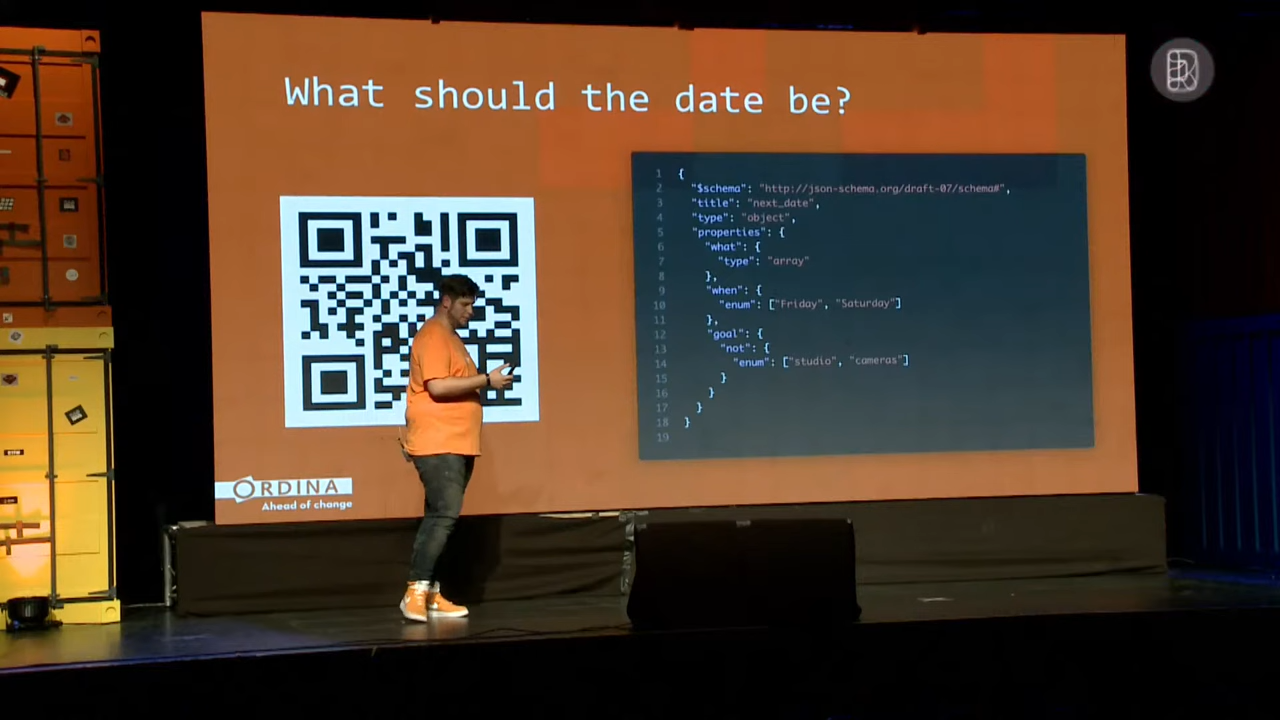 What should the date be?
1 {
2 "$schema": "http://json-schema.org/draft-07/schema#",
3 "title": "next_date",
4 "type": "object",
5 "properties": {
6 "what": {
7 "type": "array"
8 },
9 "when": {
10 "enum": ["Friday", "Saturday"]
11 },
12 "goal": {
13 "not": {
14 "enum": ["studio", "cameras"]
15 }
16 }
17 }
18 }
19
ORDINA
Ahead of change